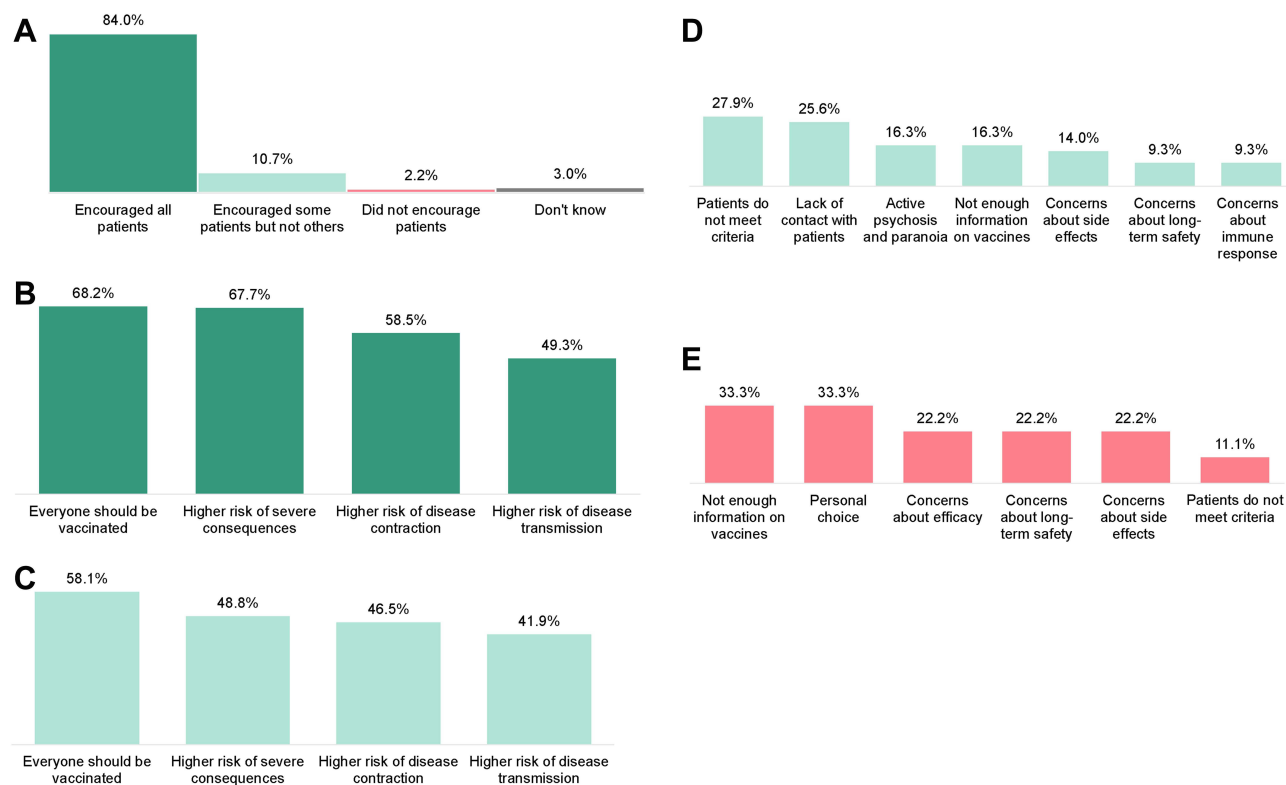 A
84.0%
10.7%
2.2%
3.0%
Encouraged all
patients
Encouraged some
patients but not others
Did not encourage
patients
Don't know
B
68.2%
67.7%
58.5%
49.3%
Everyone should be
vaccinated
Higher risk of severe
consequences
Higher risk of disease
contraction
Higher risk of disease
transmission
C
58.1%
48.8%
46.5%
41.9%
Everyone should be
vaccinated
Higher risk of severe
consequences
Higher risk of disease
contraction
Higher risk of disease
transmission
D
27.9%
25.6%
16.3%
16.3%
14.0%
9.3%
9.3%
Patients do
not meet
criteria
Lack of
contact with
patients
Active
psychosis
and paranoia
Not enough
information
on vaccines
Concerns
about side
effects
Concerns
about long-
term safety
Concerns
about
immune
response
E
33.3%
33.3%
22.2%
22.2%
22.2%
11.1%
Not enough
information on
vaccines
Personal
choice
Concerns
about efficacy
Concerns
about long-
term safety
Concerns
about side
effects
Patients do not
meet criteria